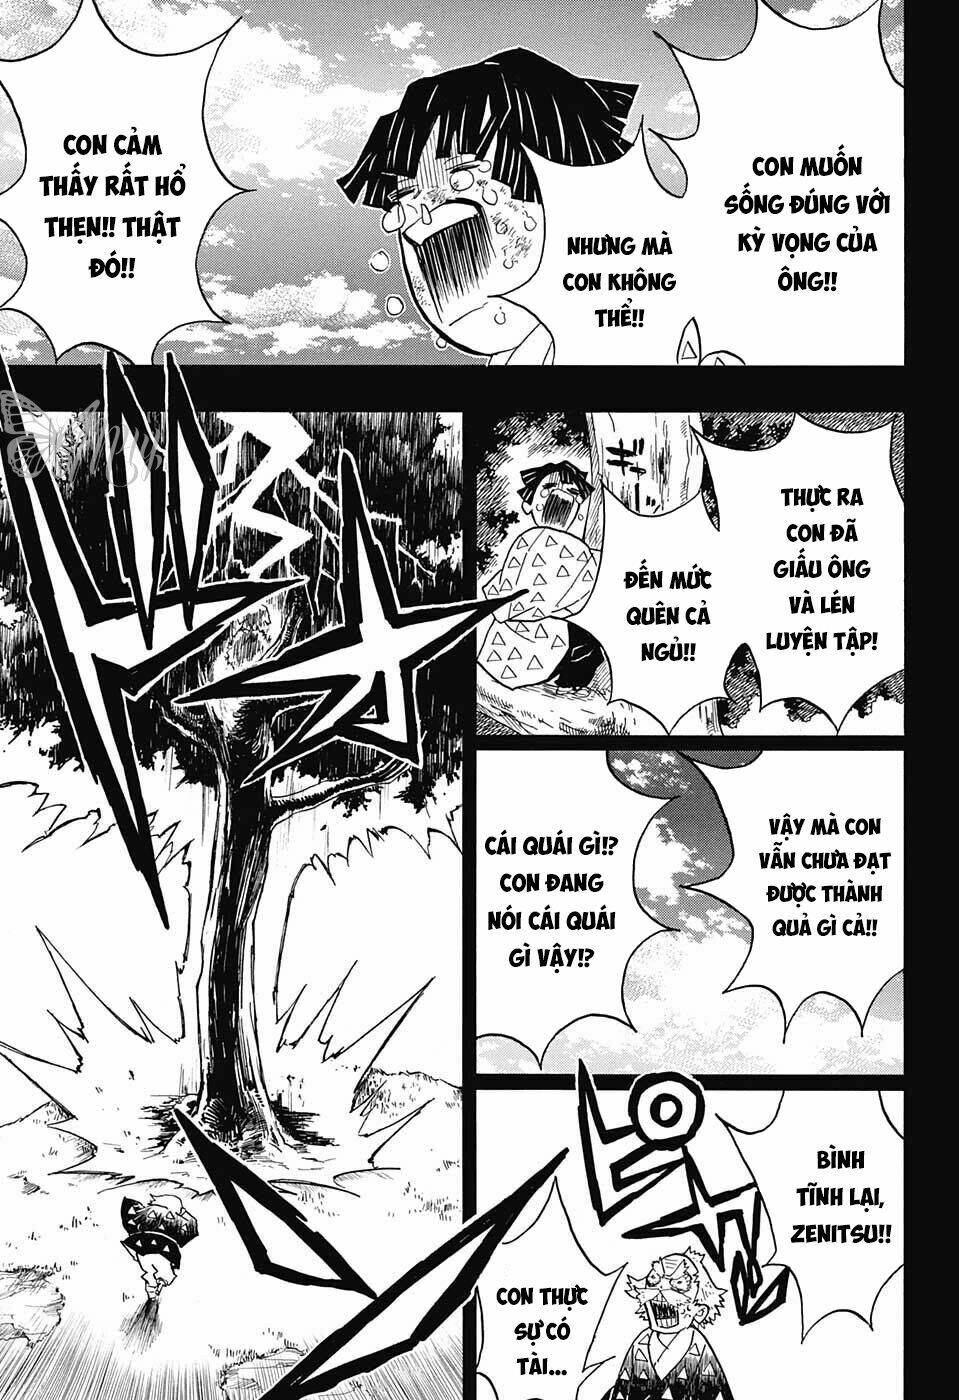 CON MUỐN
SỐNG ĐÚNG VỚI
KỲ VỌNG CỦA
ÔNG!!
NHƯNG MÀ
CON KHÔNG
THỂ!!
CON CẢM
THẤY RẤT HỔ
THẸN!! THẬT
ĐÓ!!
THỰC RA
CON ĐÃ
GIẤU ÔNG
VÀ LÉN
LUYỆN TẬP!
ĐẾN MỨC
QUÊN CẢ
NGỦ!!
VẬY MÀ CON
VẪN CHƯA ĐẠT
ĐƯỢC THÀNH
QUẢ GÌ CẢ!!
CÁI QUÁI GÌ!?
CON ĐANG
NÓI CÁI QUÁI
GÌ VẬY!?
BÌNH
TĨNH LẠI,
ZENITSU!!
ピシャ
CON THỰC
SỰ CÓ
TÀI...